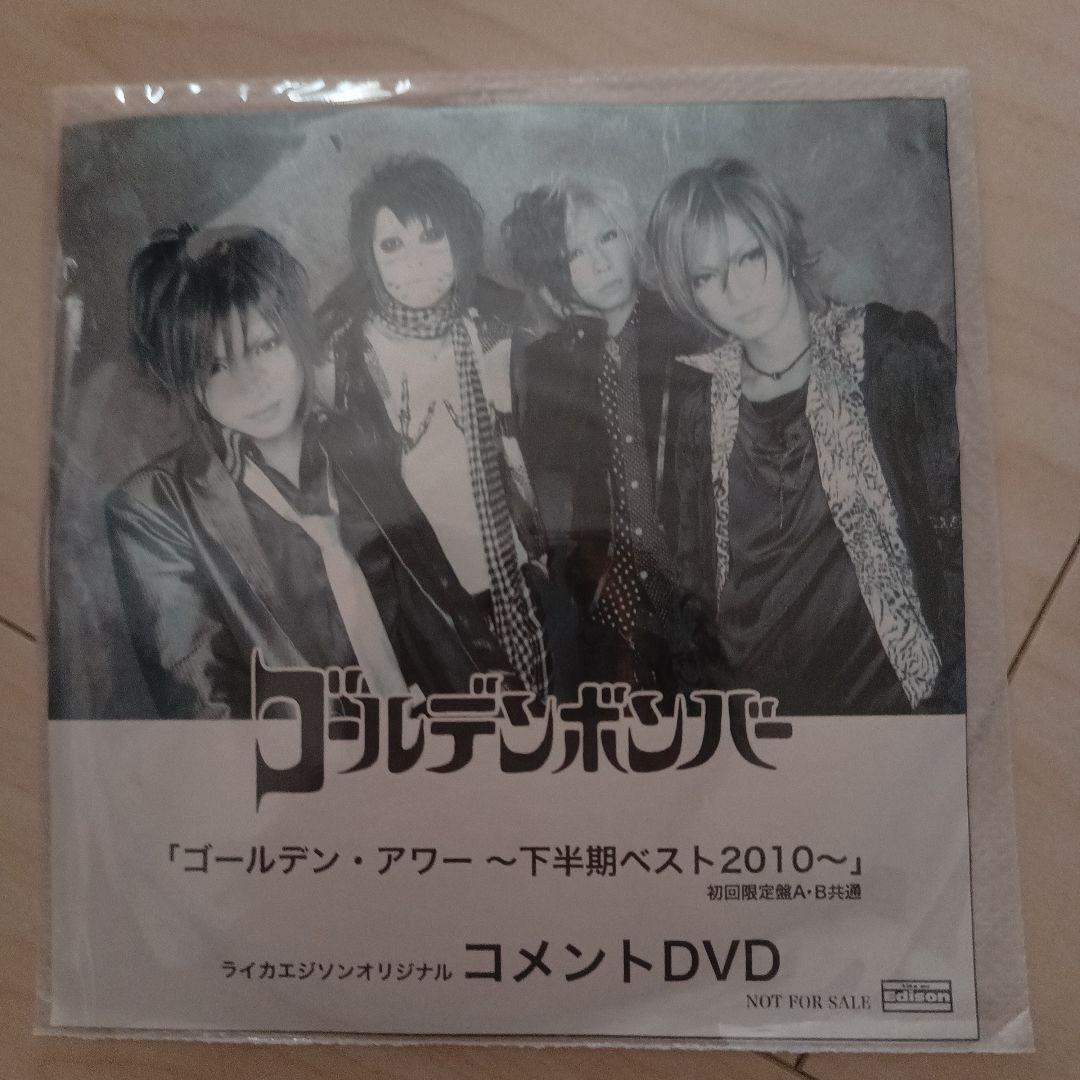 ゴールデンボンバー
「ゴールデン・アワー ～下半期ベスト2010～」
初回限定盤A・B共通
ライカエジソンオリジナル コメントDVD
NOT FOR SALE
like an Edison